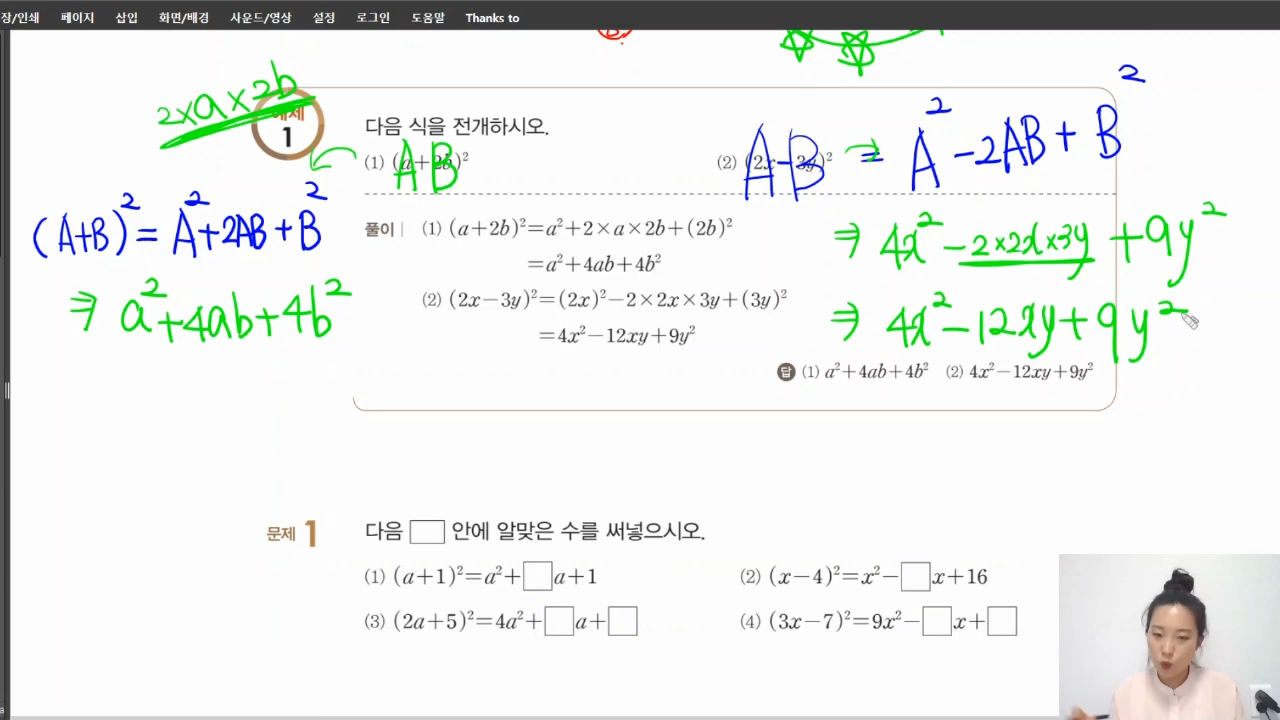 장/인쇄 페이지 삽입 화면/배경 사운드/영상 설정 로그인 도움말 Thanks to
2×a×2b
예제 1
다음 식을 전개하시오.
(1) (a+2b)²
A B
(2) (2x−3y)²
A−B = A²−2AB+B²
(A+B)²=A²+2AB+B²
⇒ a²+4ab+4b²
풀이 (1) (a+2b)²=a²+2×a×2b+(2b)²
=a²+4ab+4b²
(2) (2x−3y)²=(2x)²−2×2x×3y+(3y)²
=4x²−12xy+9y²
⇒ 4x²−2×2x×3y+9y²
⇒ 4x²−12xy+9y²
답 (1) a²+4ab+4b² (2) 4x²−12xy+9y²
문제 1 다음 □ 안에 알맞은 수를 써넣으시오.
(1) (a+1)²=a²+□a+1 (2) (x−4)²=x²−□x+16
(3) (2a+5)²=4a²+□a+□ (4) (3x−7)²=9x²−□x+□